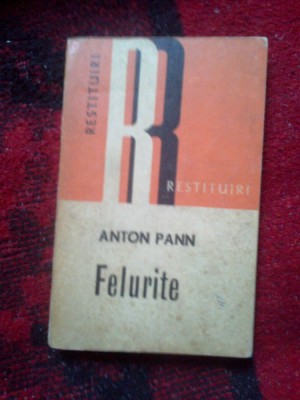 RESTITUIRI
R
RESTITUIRI
ANTON PANN
Felurite